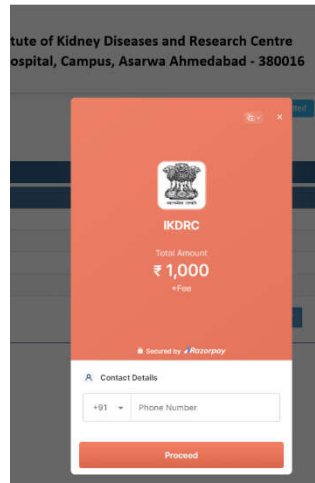 tute of Kidney Diseases and Research Centre
ospital, Campus, Asarwa Ahmedabad - 380016
IKDRC
Total Amount
₹ 1,000
+Fee
Secured by Razorpay
Contact Details
+91 Phone Number
Proceed